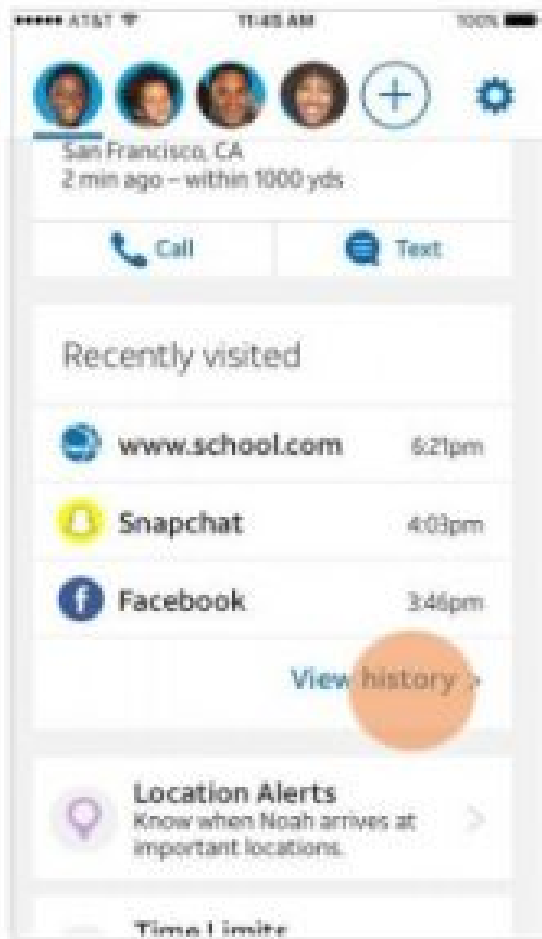 AT&T 11:45 AM 100%
San Francisco, CA
2 min ago – within 1000 yds
Call Text
Recently visited
www.school.com 6:21pm
Snapchat 4:03pm
Facebook 3:46pm
View history
Location Alerts
Know when Noah arrives at
important locations.
Time Limits